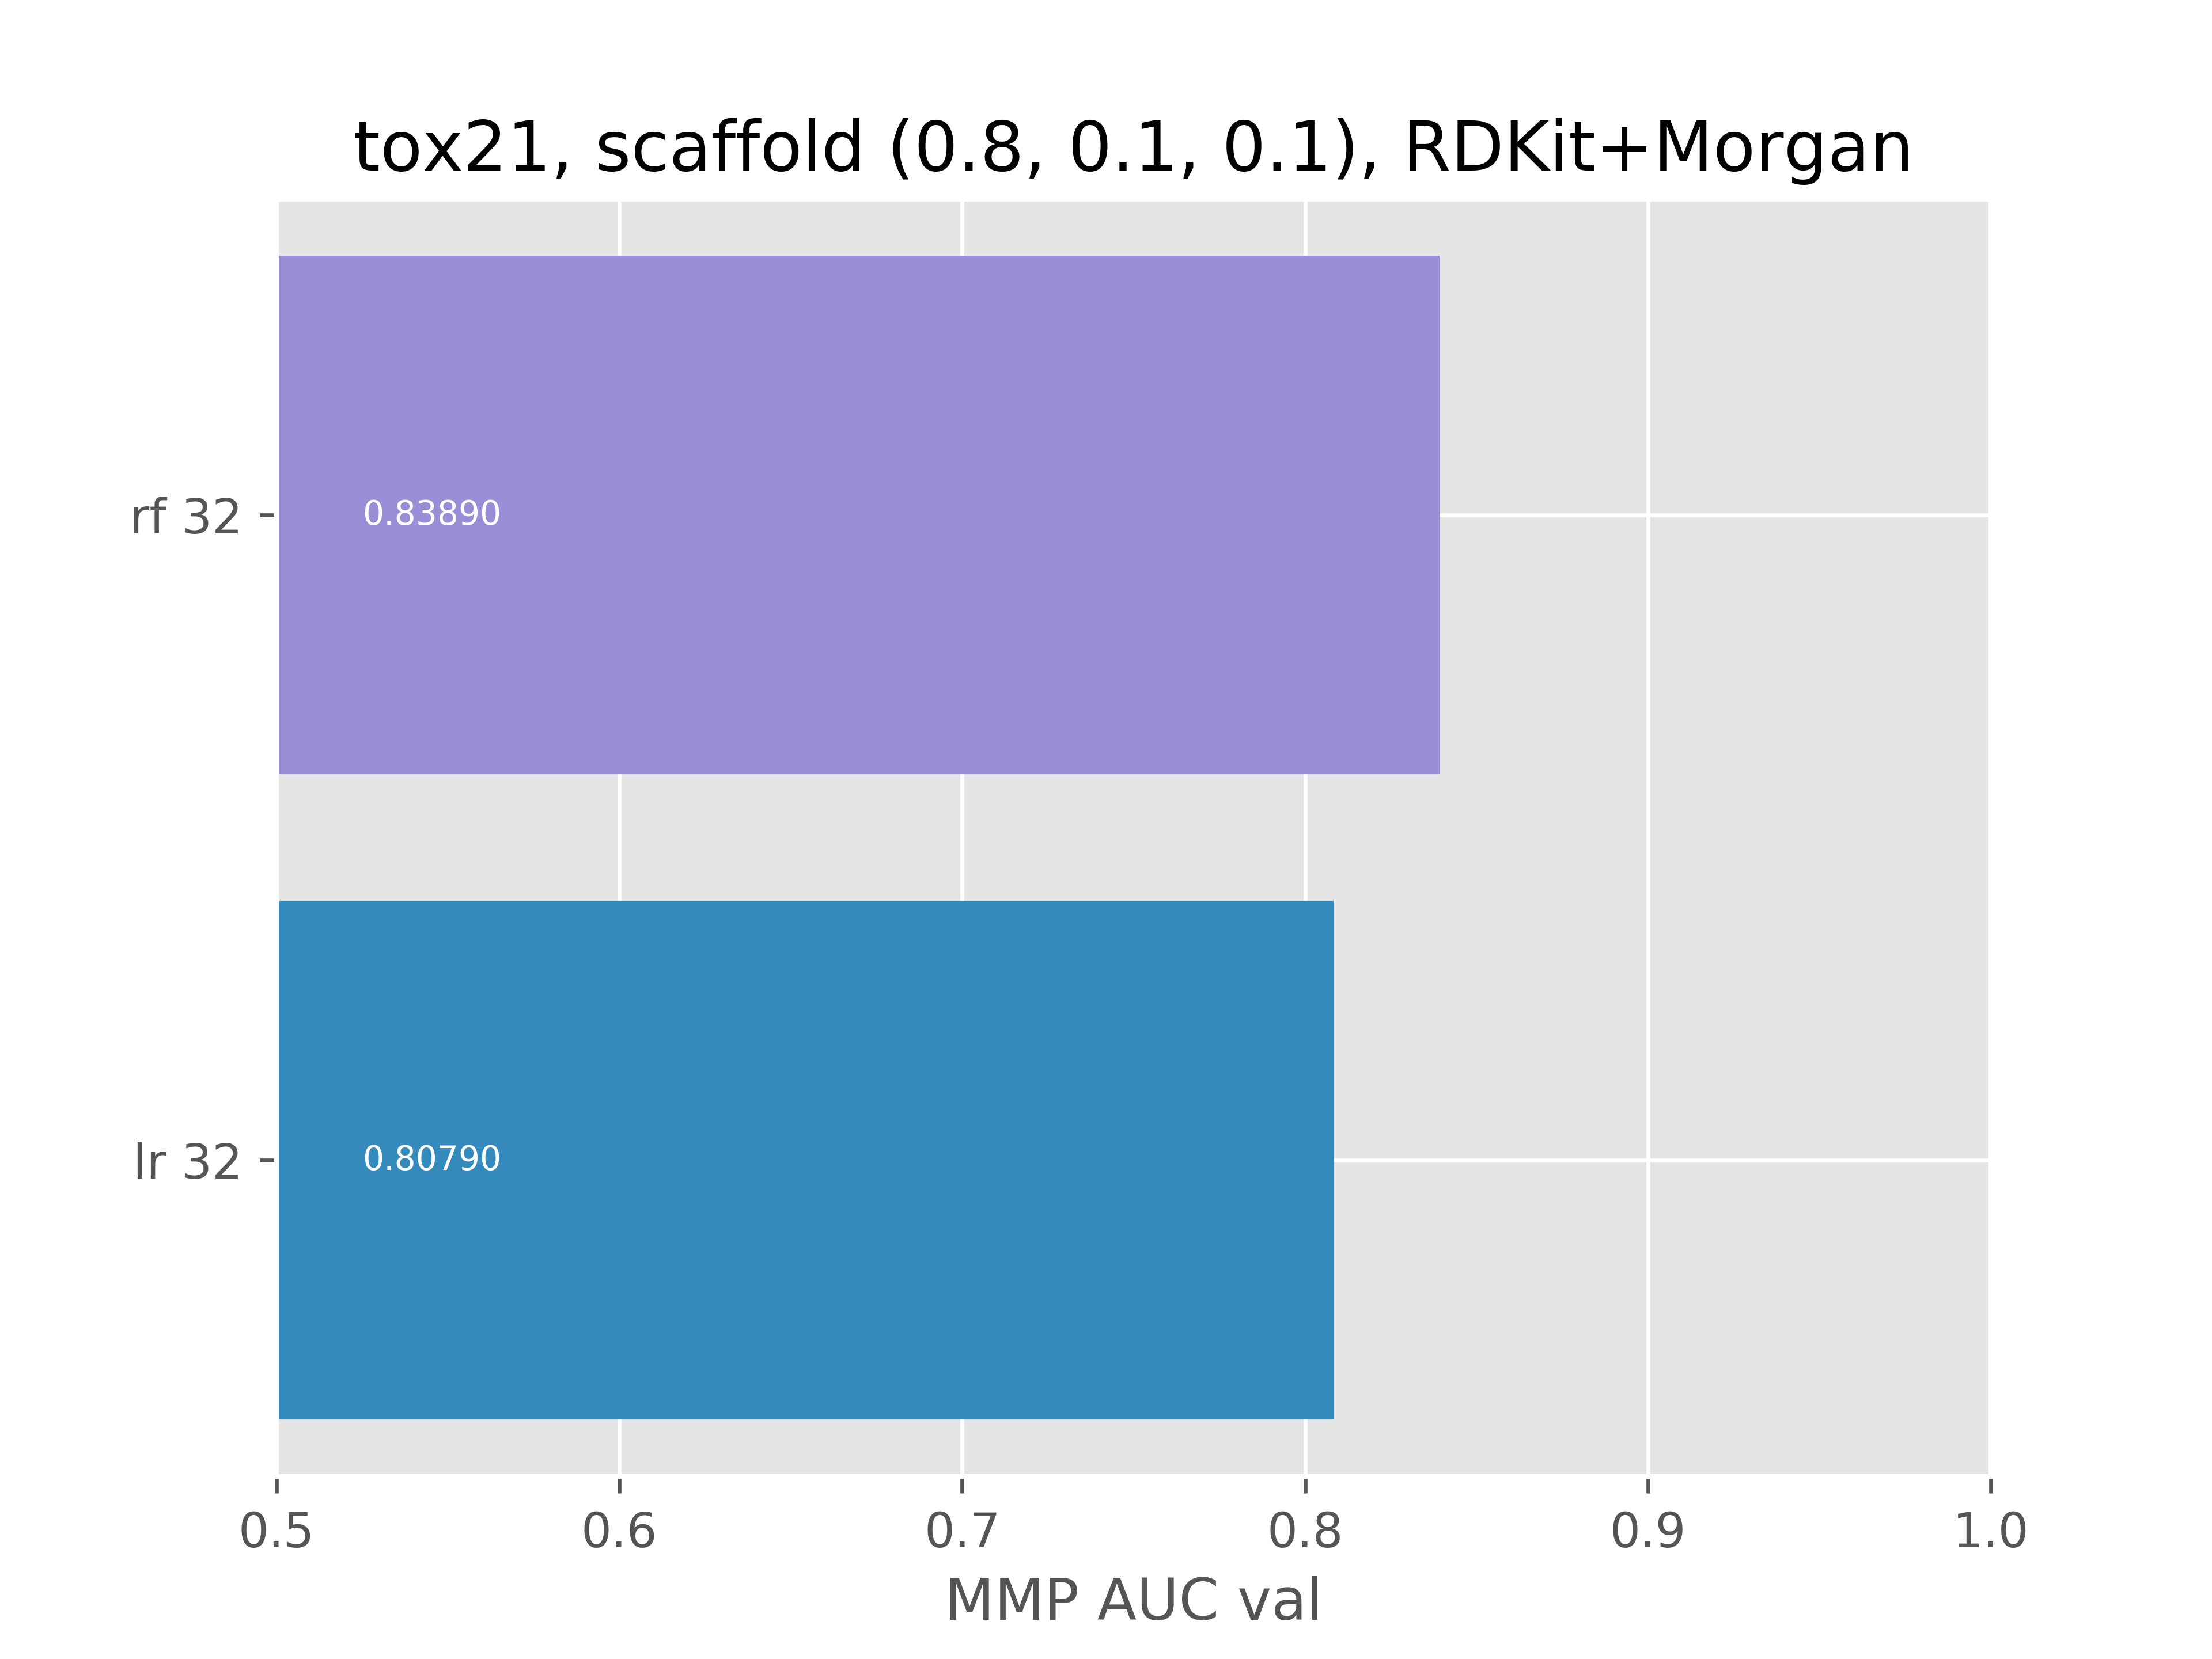 tox21, scaffold (0.8, 0.1, 0.1), RDKit+Morgan
rf 32
0.83890
lr 32
0.80790
0.5 0.6 0.7 0.8 0.9 1.0
MMP AUC val